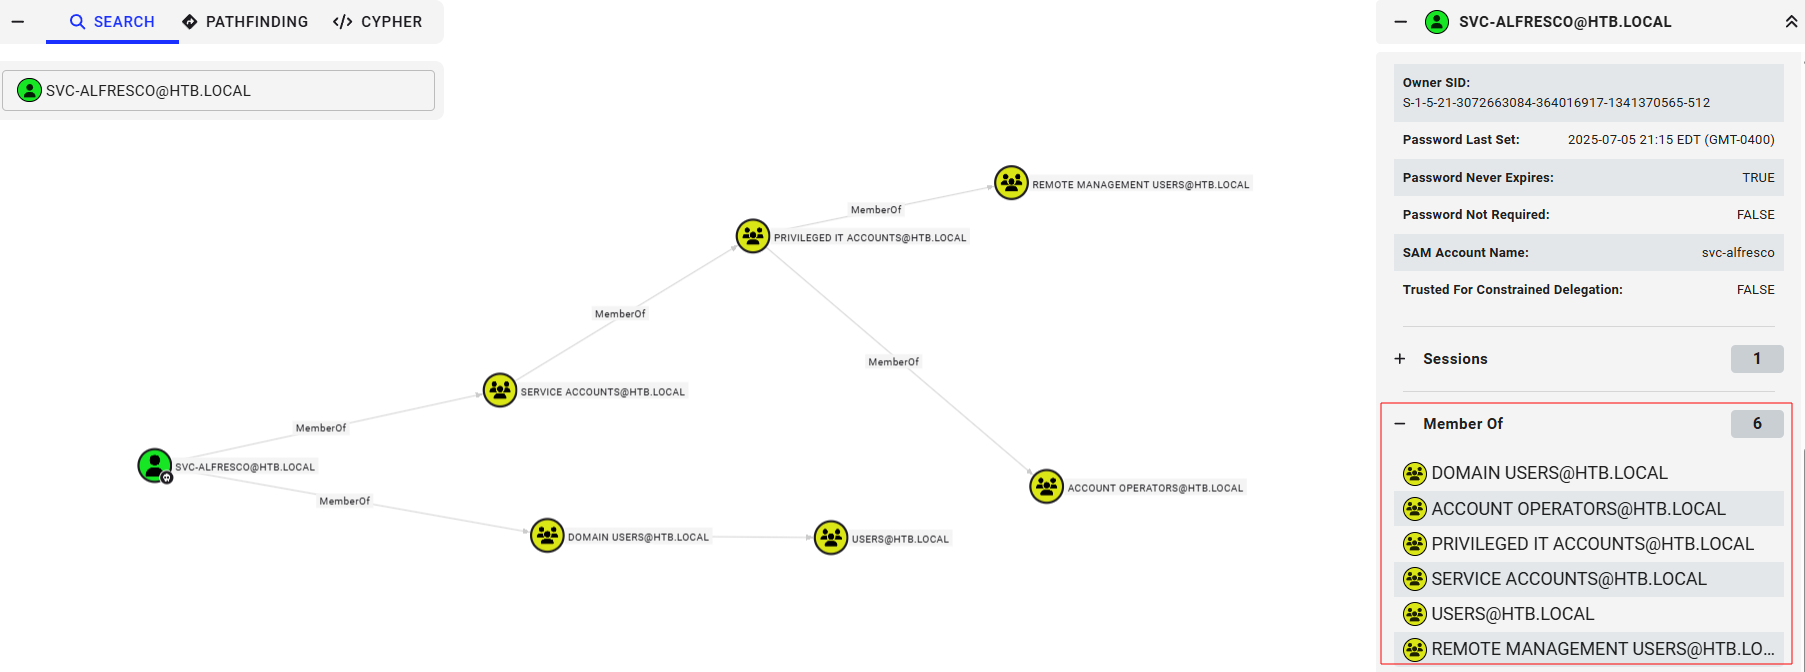 SEARCH
PATHFINDING
</> CYPHER
SVC-ALFRESCO@HTB.LOCAL
REMOTE MANAGEMENT USERS@HTB.LOCAL
MemberOf
PRIVILEGED IT ACCOUNTS@HTB.LOCAL
MemberOf
MemberOf
SERVICE ACCOUNTS@HTB.LOCAL
MemberOf
SVC-ALFRESCO@HTB.LOCAL
ACCOUNT OPERATORS@HTB.LOCAL
MemberOf
DOMAIN USERS@HTB.LOCAL
USERS@HTB.LOCAL
SVC-ALFRESCO@HTB.LOCAL
Owner SID:
S-1-5-21-3072663084-364016917-1341370565-512
Password Last Set: 2025-07-05 21:15 EDT (GMT-0400)
Password Never Expires: TRUE
Password Not Required: FALSE
SAM Account Name: svc-alfresco
Trusted For Constrained Delegation: FALSE
+ Sessions 1
− Member Of 6
DOMAIN USERS@HTB.LOCAL
ACCOUNT OPERATORS@HTB.LOCAL
PRIVILEGED IT ACCOUNTS@HTB.LOCAL
SERVICE ACCOUNTS@HTB.LOCAL
USERS@HTB.LOCAL
REMOTE MANAGEMENT USERS@HTB.LO...